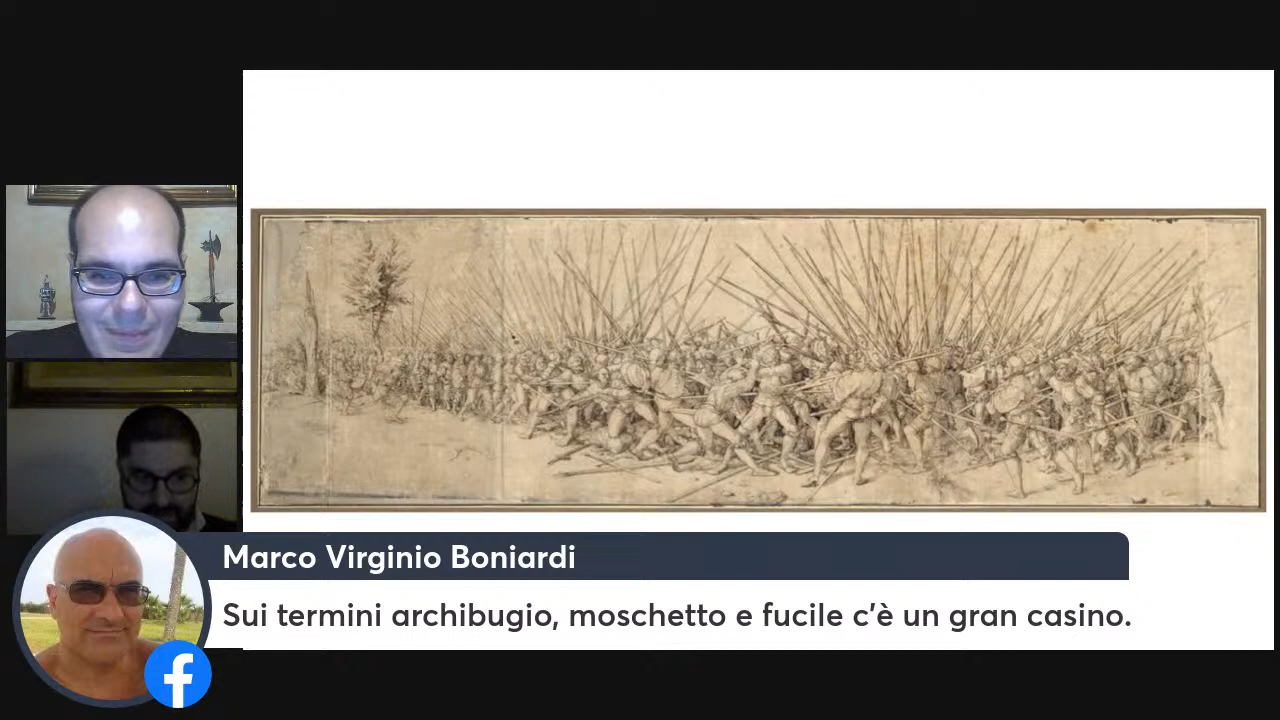 Marco Virginio Boniardi
Sui termini archibugio, moschetto e fucile c'è un gran casino.